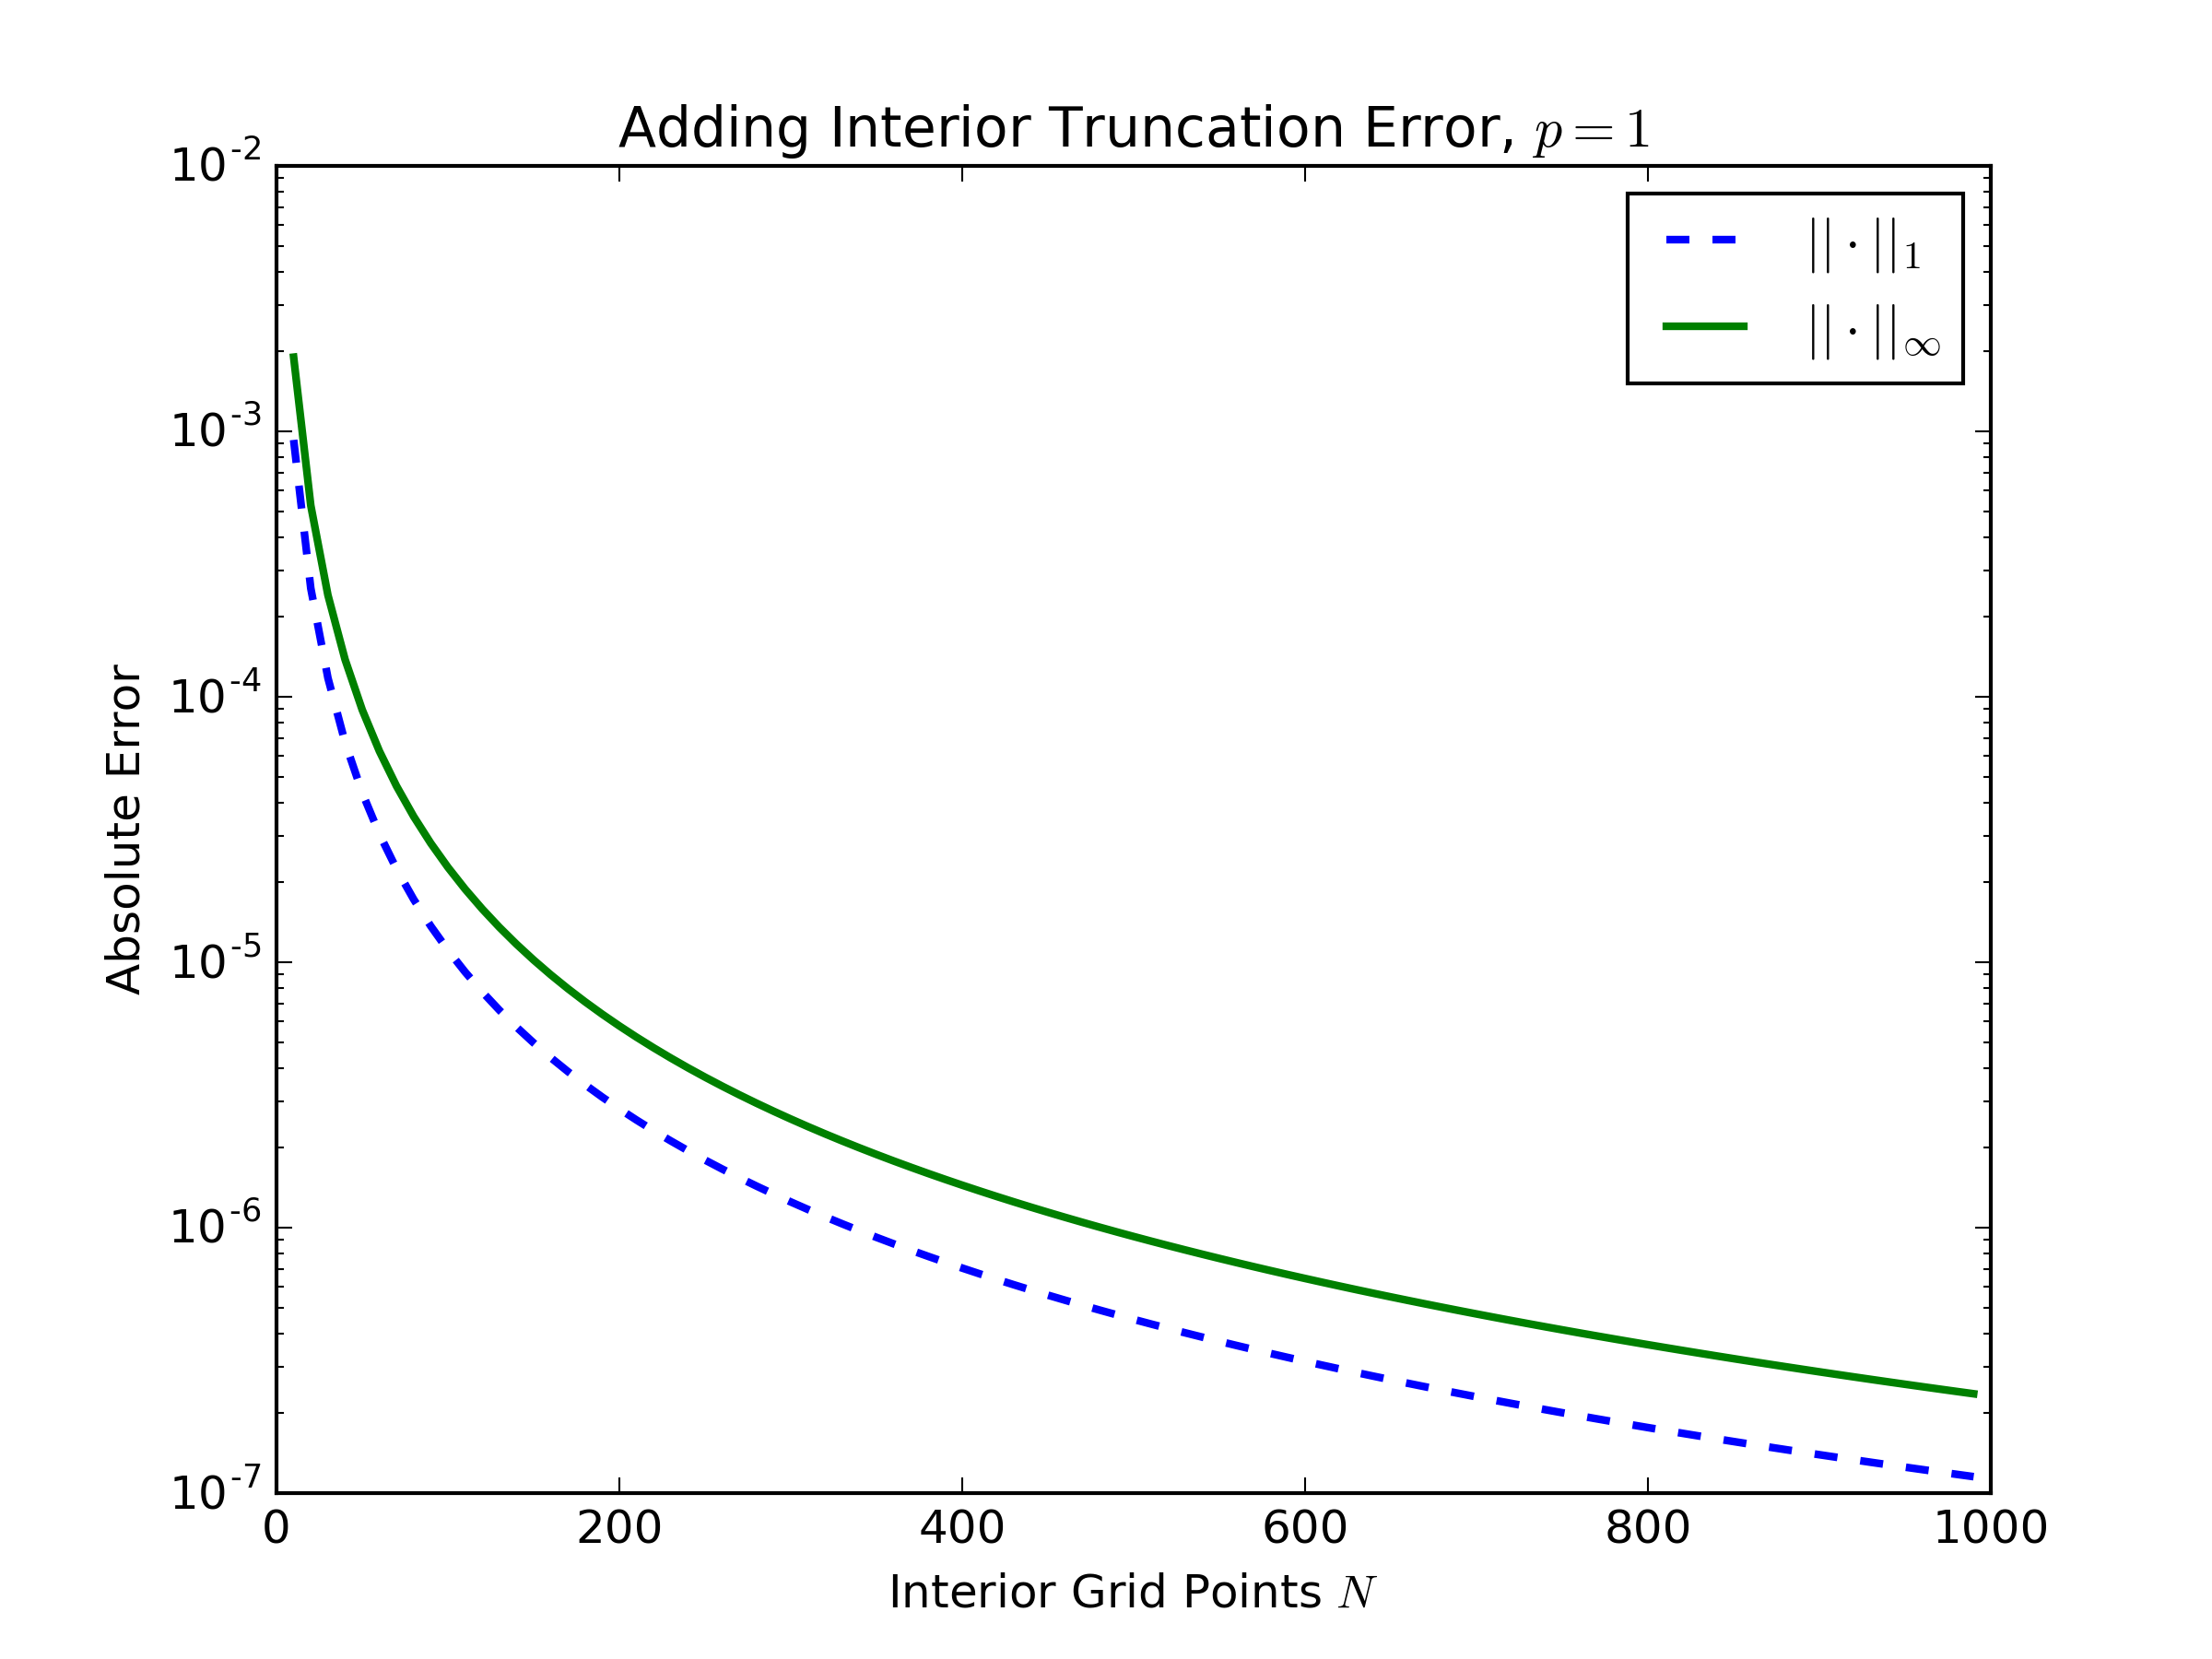 Adding Interior Truncation Error, p = 1
10^-2
10^-3
10^-4
10^-5
10^-6
10^-7
Absolute Error
||·||_1
||·||_∞
0 200 400 600 800 1000
Interior Grid Points N